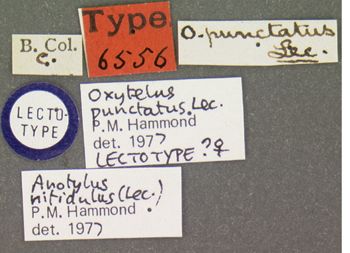 B. Col.
C.
Type
6556
O. punctatus
Lec.
LECTO-
TYPE
Oxytelus
punctatus. Lec.
P.M. Hammond
det. 1977
LECTOTYPE ? ♀
Anotylus
nitidulus (Lec.)
P.M. Hammond
det. 1977